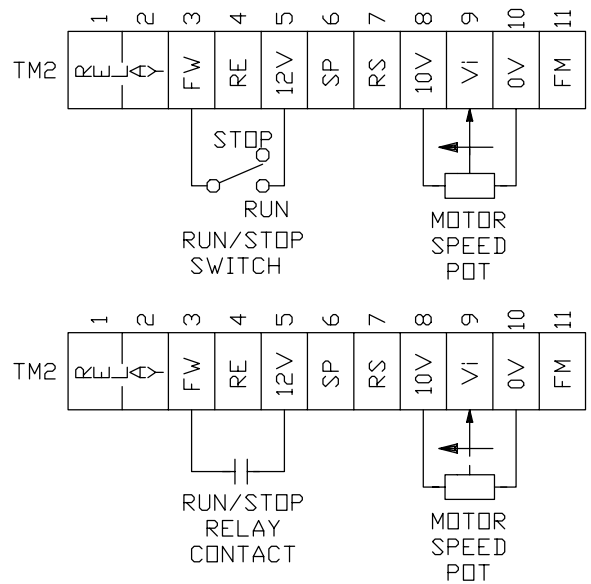 1 2 3 4 5 6 7 8 9 10 11
TM2 RELAY FW RE 12V SP RS 10V Vi 0V FM
STOP
RUN
RUN/STOP
SWITCH
MOTOR
SPEED
POT
1 2 3 4 5 6 7 8 9 10 11
TM2 RELAY FW RE 12V SP RS 10V Vi 0V FM
RUN/STOP
RELAY
CONTACT
MOTOR
SPEED
POT